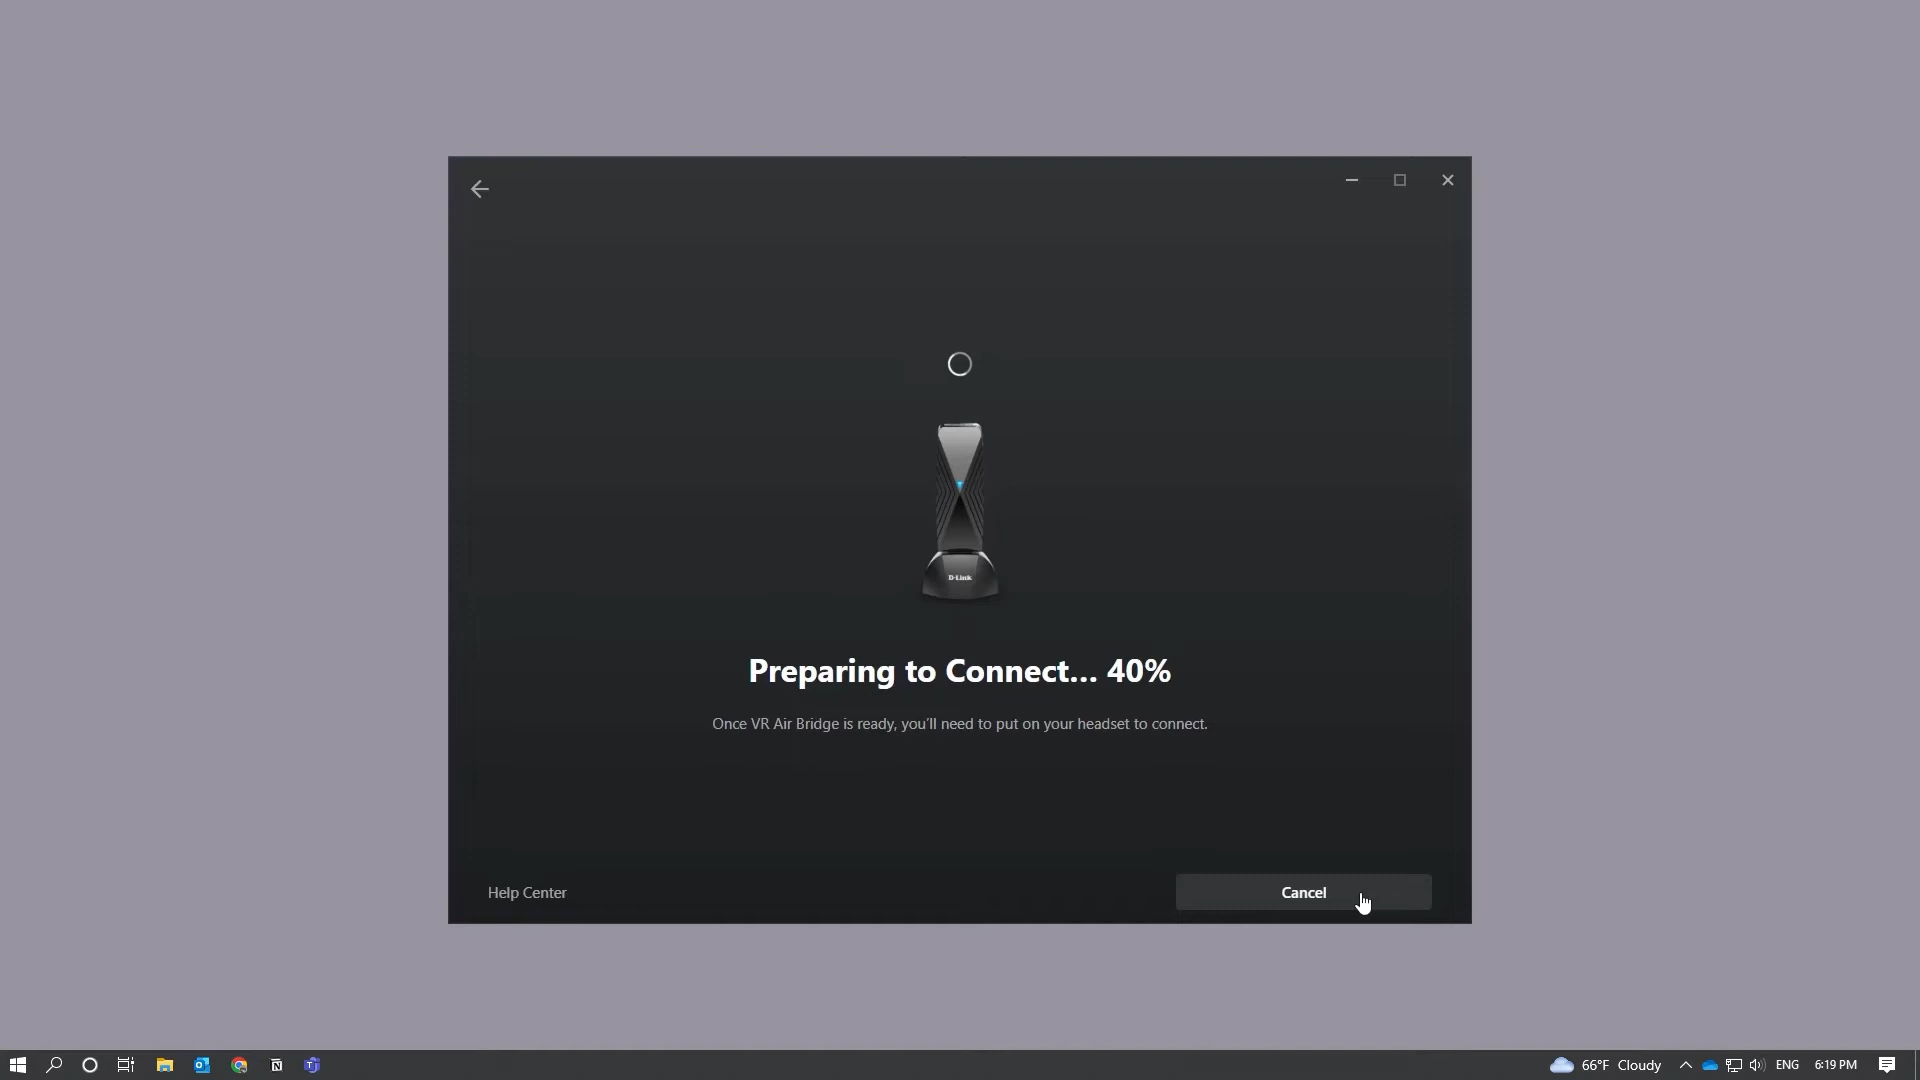 D-Link
Preparing to Connect... 40%
Once VR Air Bridge is ready, you'll need to put on your headset to connect.
Help Center
Cancel
66°F Cloudy
ENG
6:19 PM